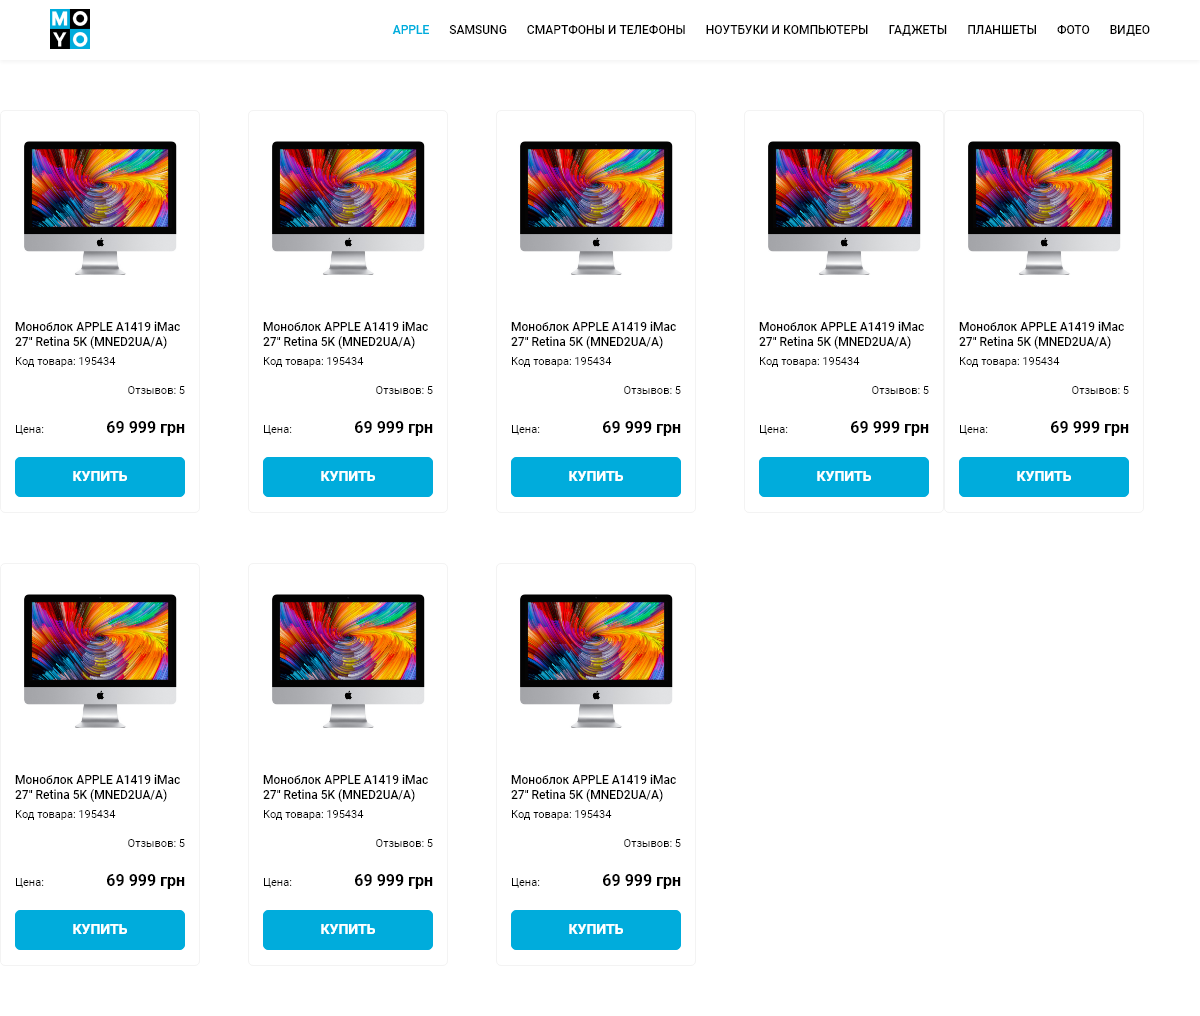 MO
YO
APPLE SAMSUNG СМАРТФОНЫ И ТЕЛЕФОНЫ НОУТБУКИ И КОМПЬЮТЕРЫ ГАДЖЕТЫ ПЛАНШЕТЫ ФОТО ВИДЕО
Моноблок APPLE A1419 iMac
27" Retina 5K (MNED2UA/A)
Код товара: 195434
Отзывов: 5
Цена: 69 999 грн
КУПИТЬ
Моноблок APPLE A1419 iMac
27" Retina 5K (MNED2UA/A)
Код товара: 195434
Отзывов: 5
Цена: 69 999 грн
КУПИТЬ
Моноблок APPLE A1419 iMac
27" Retina 5K (MNED2UA/A)
Код товара: 195434
Отзывов: 5
Цена: 69 999 грн
КУПИТЬ
Моноблок APPLE A1419 iMac
27" Retina 5K (MNED2UA/A)
Код товара: 195434
Отзывов: 5
Цена: 69 999 грн
КУПИТЬ
Моноблок APPLE A1419 iMac
27" Retina 5K (MNED2UA/A)
Код товара: 195434
Отзывов: 5
Цена: 69 999 грн
КУПИТЬ
Моноблок APPLE A1419 iMac
27" Retina 5K (MNED2UA/A)
Код товара: 195434
Отзывов: 5
Цена: 69 999 грн
КУПИТЬ
Моноблок APPLE A1419 iMac
27" Retina 5K (MNED2UA/A)
Код товара: 195434
Отзывов: 5
Цена: 69 999 грн
КУПИТЬ
Моноблок APPLE A1419 iMac
27" Retina 5K (MNED2UA/A)
Код товара: 195434
Отзывов: 5
Цена: 69 999 грн
КУПИТЬ